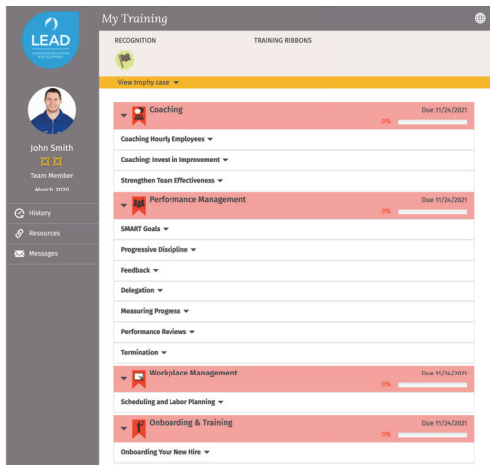 LEAD
My Training
RECOGNITION
TRAINING RIBBONS
View trophy case
John Smith
Team Member
March 2020
History
Resources
Messages
Coaching
Due 11/24/2021
0%
Coaching Hourly Employees
Coaching: Invest in Improvement
Strengthen Team Effectiveness
Performance Management
Due 11/24/2021
0%
SMART Goals
Progressive Discipline
Feedback
Delegation
Measuring Progress
Performance Reviews
Termination
Workplace Management
Due 11/24/2021
0%
Scheduling and Labor Planning
Onboarding & Training
Due 11/24/2021
0%
Onboarding Your New Hire